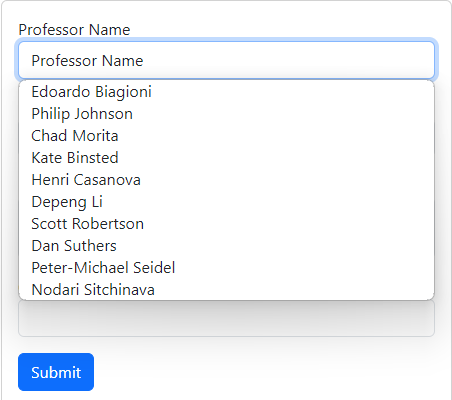 Professor Name
Professor Name
Edoardo Biagioni
Philip Johnson
Chad Morita
Kate Binsted
Henri Casanova
Depeng Li
Scott Robertson
Dan Suthers
Peter-Michael Seidel
Nodari Sitchinava
Submit